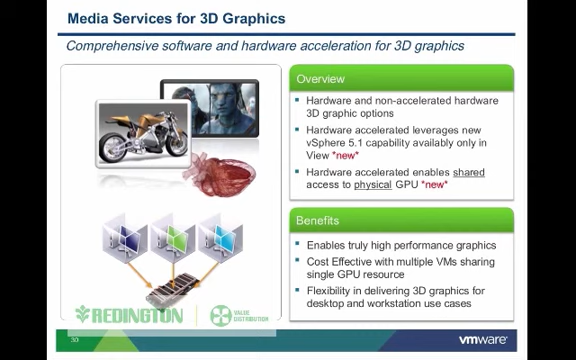 Media Services for 3D Graphics
Comprehensive software and hardware acceleration for 3D graphics
Overview
Hardware and non-accelerated hardware
3D graphic options
Hardware accelerated leverages new
vSphere 5.1 capability availably only in
View *new*
Hardware accelerated enables shared
access to physical GPU *new*
Benefits
Enables truly high performance graphics
Cost Effective with multiple VMs sharing
single GPU resource
Flexibility in delivering 3D graphics for
desktop and workstation use cases
REDINGTON
VALUE
DISTRIBUTION
30
vmware